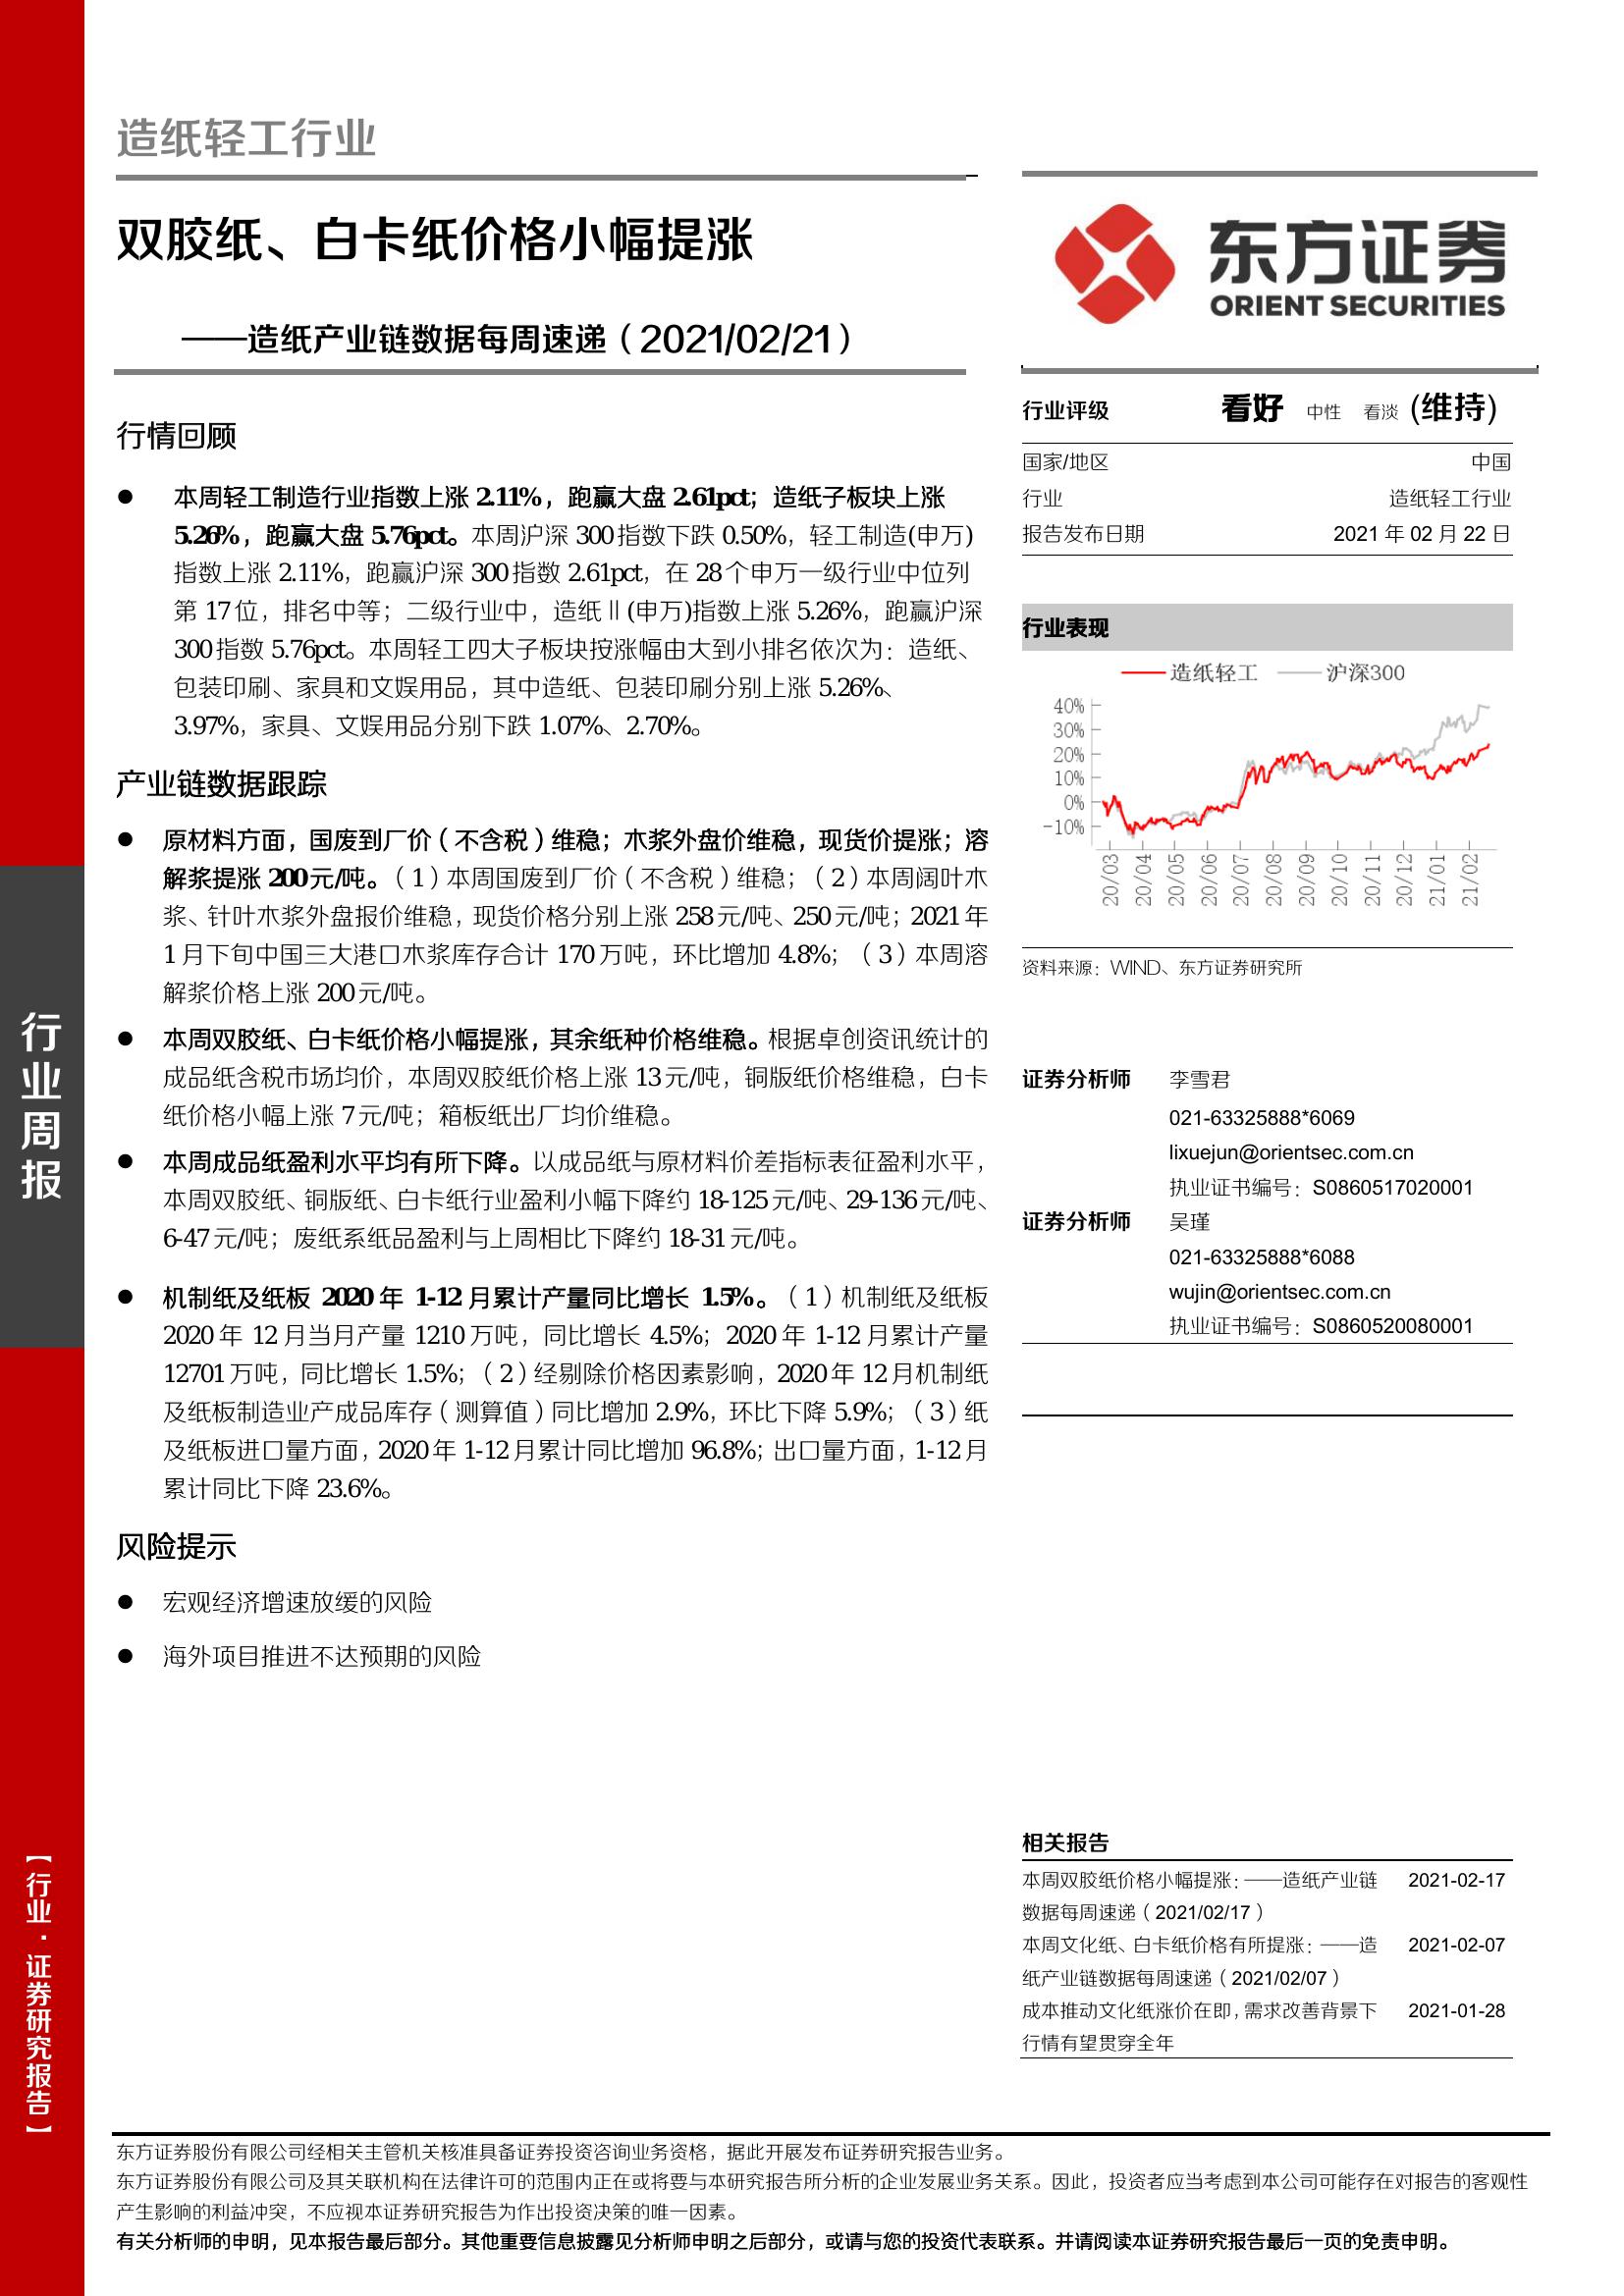 造纸轻工行业
双胶纸、白卡纸价格小幅提涨
——造纸产业链数据每周速递（2021/02/21）
行情回顾
● 本周轻工制造行业指数上涨 2.11%，跑赢大盘 2.61pct；造纸子板块上涨
5.26%，跑赢大盘 5.76pct。本周沪深 300 指数下跌 0.50%，轻工制造(申万)
指数上涨 2.11%，跑赢沪深 300 指数 2.61pct，在 28 个申万一级行业中位列
第 17 位，排名中等；二级行业中，造纸Ⅱ(申万)指数上涨 5.26%，跑赢沪深
300 指数 5.76pct。本周轻工四大子板块按涨幅由大到小排名依次为：造纸、
包装印刷、家具和文娱用品，其中造纸、包装印刷分别上涨 5.26%、
3.97%，家具、文娱用品分别下跌 1.07%、2.70%。
产业链数据跟踪
● 原材料方面，国废到厂价（不含税）维稳；木浆外盘价维稳，现货价提涨；溶
解浆提涨 200 元/吨。（1）本周国废到厂价（不含税）维稳；（2）本周阔叶木
浆、针叶木浆外盘报价维稳，现货价格分别上涨 258 元/吨、250 元/吨；2021 年
1 月下旬中国三大港口木浆库存合计 170 万吨，环比增加 4.8%；（3）本周溶
解浆价格上涨 200 元/吨。
● 本周双胶纸、白卡纸价格小幅提涨，其余纸种价格维稳。根据卓创资讯统计的
成品纸含税市场均价，本周双胶纸价格上涨 13 元/吨，铜版纸价格维稳，白卡
纸价格小幅上涨 7 元/吨；箱板纸出厂均价维稳。
● 本周成品纸盈利水平均有所下降。以成品纸与原材料价差指标表征盈利水平，
本周双胶纸、铜版纸、白卡纸行业盈利小幅下降约 18-125 元/吨、29-136 元/吨、
6-47 元/吨；废纸系纸品盈利与上周相比下降约 18-31 元/吨。
● 机制纸及纸板 2020 年 1-12 月累计产量同比增长 1.5%。（1）机制纸及纸板
2020 年 12 月当月产量 1210 万吨，同比增长 4.5%；2020 年 1-12 月累计产量
12701 万吨，同比增长 1.5%；（2）经剔除价格因素影响，2020 年 12 月机制纸
及纸板制造业产成品库存（测算值）同比增加 2.9%，环比下降 5.9%；（3）纸
及纸板进口量方面，2020 年 1-12 月累计同比增加 96.8%；出口量方面，1-12 月
累计同比下降 23.6%。
风险提示
● 宏观经济增速放缓的风险
● 海外项目推进不达预期的风险
东方证券
ORIENT SECURITIES
行业评级 看好 中性 看淡 (维持)
国家/地区 中国
行业 造纸轻工行业
报告发布日期 2021 年 02 月 22 日
行业表现
造纸轻工 沪深300
40%
30%
20%
10%
0%
-10%
20/03 20/04 20/05 20/06 20/07 20/08 20/09 20/10 20/11 20/12 21/01 21/02
资料来源：WIND、东方证券研究所
证券分析师 李雪君
021-63325888*6069
lixuejun@orientsec.com.cn
执业证书编号：S0860517020001
证券分析师 吴瑾
021-63325888*6088
wujin@orientsec.com.cn
执业证书编号：S0860520080001
相关报告
本周双胶纸价格小幅提涨：——造纸产业链 2021-02-17
数据每周速递（2021/02/17）
本周文化纸、白卡纸价格有所提涨：——造 2021-02-07
纸产业链数据每周速递（2021/02/07）
成本推动文化纸涨价在即，需求改善背景下 2021-01-28
行情有望贯穿全年
行业周报
【行业·证券研究报告】
东方证券股份有限公司经相关主管机关核准具备证券投资咨询业务资格，据此开展发布证券研究报告业务。
东方证券股份有限公司及其关联机构在法律许可的范围内正在或将要与本研究报告所分析的企业发展业务关系。因此，投资者应当考虑到本公司可能存在对报告的客观性
产生影响的利益冲突，不应视本证券研究报告为作出投资决策的唯一因素。
有关分析师的申明，见本报告最后部分。其他重要信息披露见分析师申明之后部分，或请与您的投资代表联系。并请阅读本证券研究报告最后一页的免责申明。